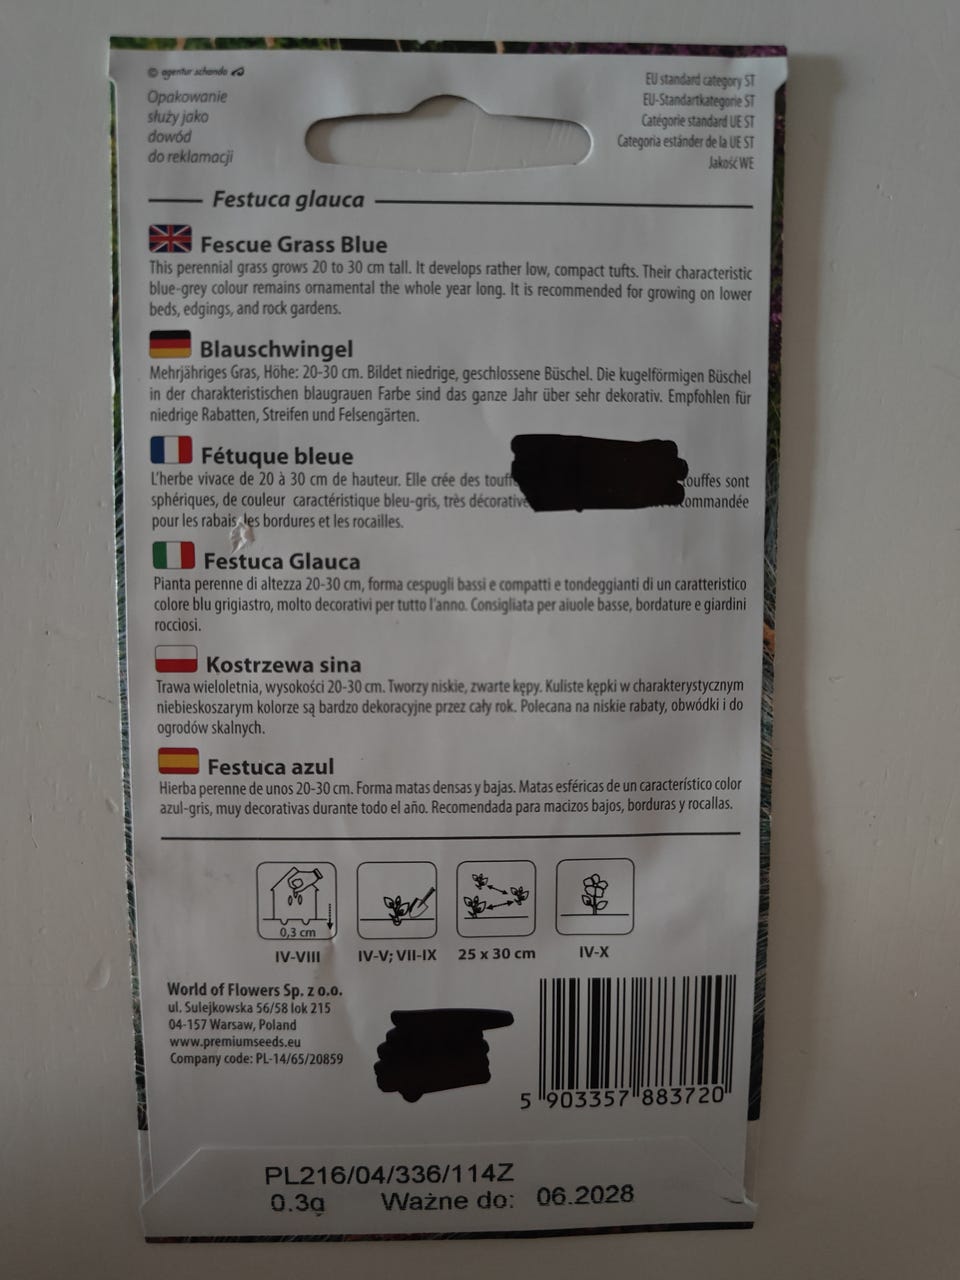 © agentur schando
Opakowanie
służy jako
dowód
do reklamacji
EU standard category ST
EU-Standartkategorie ST
Catégorie standard UE ST
Categoria estánder de la UE ST
Jakość WE
Festuca glauca
Fescue Grass Blue
This perennial grass grows 20 to 30 cm tall. It develops rather low, compact tufts. Their characteristic
blue-grey colour remains ornamental the whole year long. It is recommended for growing on lower
beds, edgings, and rock gardens.
Blauschwingel
Mehrjähriges Gras, Höhe: 20-30 cm. Bildet niedrige, geschlossene Büschel. Die kugelförmigen Büschel
in der charakteristischen blaugrauen Farbe sind das ganze Jahr über sehr dekorativ. Empfohlen für
niedrige Rabatten, Streifen und Felsengärten.
Fétuque bleue
L'herbe vivace de 20 à 30 cm de hauteur. Elle crée des sont
sphériques, de couleur caractéristique bleu-gris, très
pour les rabais, les bordures et les rocailles.
Festuca Glauca
Pianta perenne di altezza 20-30 cm, forma cespugli bassi e compatti e tondeggianti di un caratteristico
colore blu grigiastro, molto decorativi per tutto l'anno. Consigliata per aiuole basse, bordature e giardini
rocciosi.
Kostrzewa sina
Trawa wieloletnia, wysokości 20-30 cm. Tworzy niskie, zwarte kępy. Kuliste kępki w charakterystycznym
niebieskoszarym kolorze są bardzo dekoracyjne przez cały rok. Polecana na niskie rabaty, obwódki i do
ogrodów skalnych.
Festuca azul
Hierba perenne de unos 20-30 cm. Forma matas densas y bajas. Matas esféricas de un característico color
azul-gris, muy decorativas durante todo el año. Recomendada para macizos bajos, borduras y rocallas.
0,3 cm
IV-VIII
IV-V; VII-IX
25 x 30 cm
IV-X
World of Flowers Sp. z o.o.
ul. Sulejkowska 56/58 lok 215
04-157 Warsaw, Poland
www.premiumseeds.eu
Company code: PL-14/65/20859
5 903357 883720
PL216/04/336/114Z
0.3g Ważne do: 06.2028